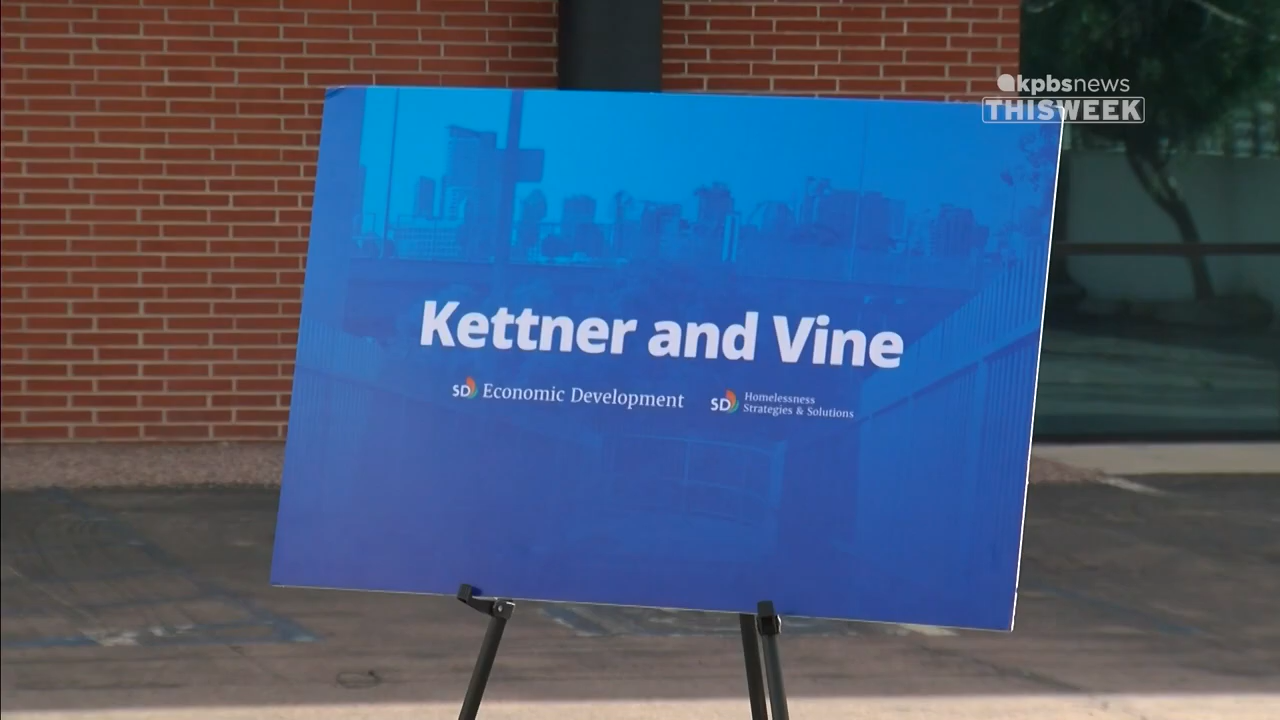 kpbsnews
THISWEEK
Kettner and Vine
SD Economic Development
SD Homelessness
Strategies & Solutions